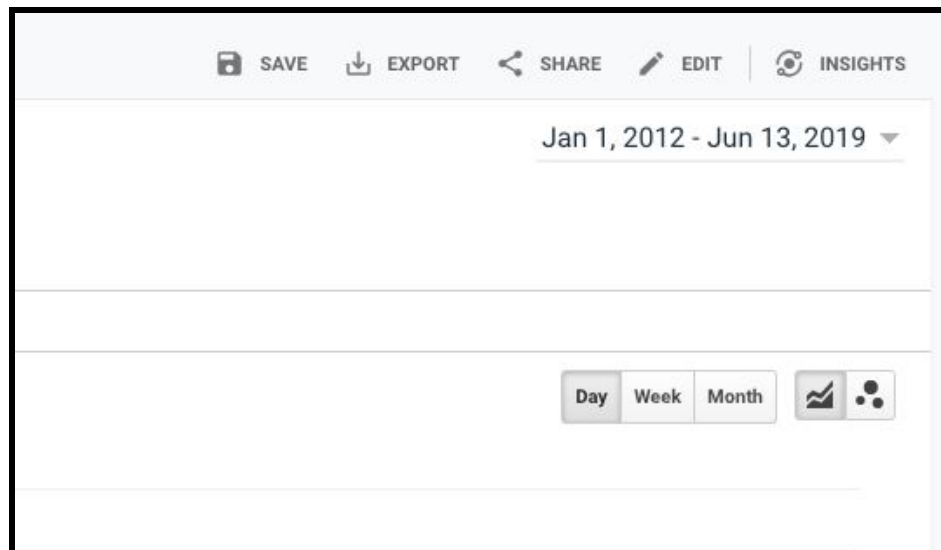 SAVE EXPORT SHARE EDIT INSIGHTS
Jan 1, 2012 - Jun 13, 2019
Day Week Month